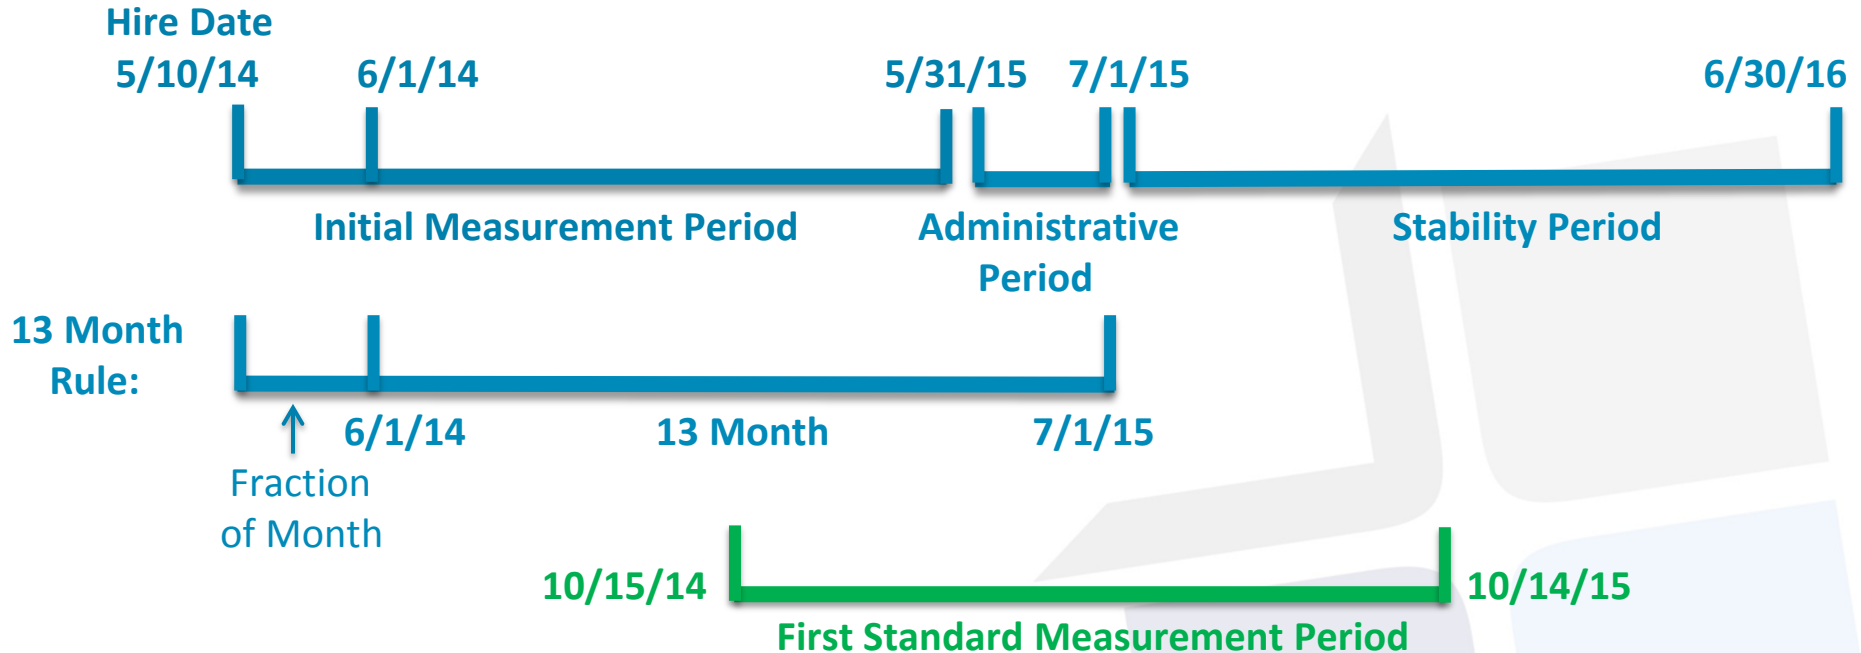 Hire Date
5/10/14 6/1/14 5/31/15 7/1/15 6/30/16
Initial Measurement Period Administrative Period Stability Period
13 Month
Rule:
6/1/14 13 Month 7/1/15
Fraction
of Month
10/15/14 10/14/15
First Standard Measurement Period